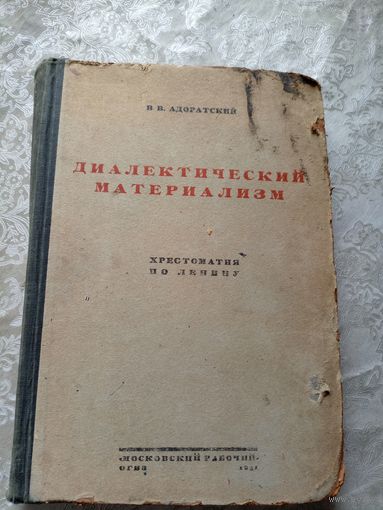 В. В. АДОРАТСКИЙ
ДИАЛЕКТИЧЕСКИЙ
МАТЕРИАЛИЗМ
ХРЕСТОМАТИЯ
ПО ЛЕНИНУ
«МОСКОВСКИЙ РАБОЧИЙ»
ОГИЗ